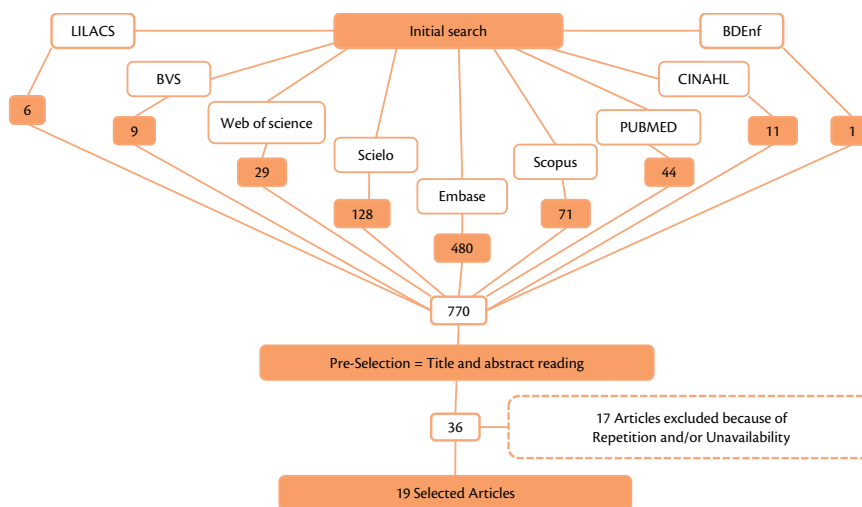 LILACS
Initial search
BDEnf
BVS
CINAHL
6
9
Web of science
PUBMED
11
1
Scielo
Scopus
29
44
Embase
128
71
480
770
Pre-Selection = Title and abstract reading
36
17 Articles excluded because of
Repetition and/or Unavailability
19 Selected Articles